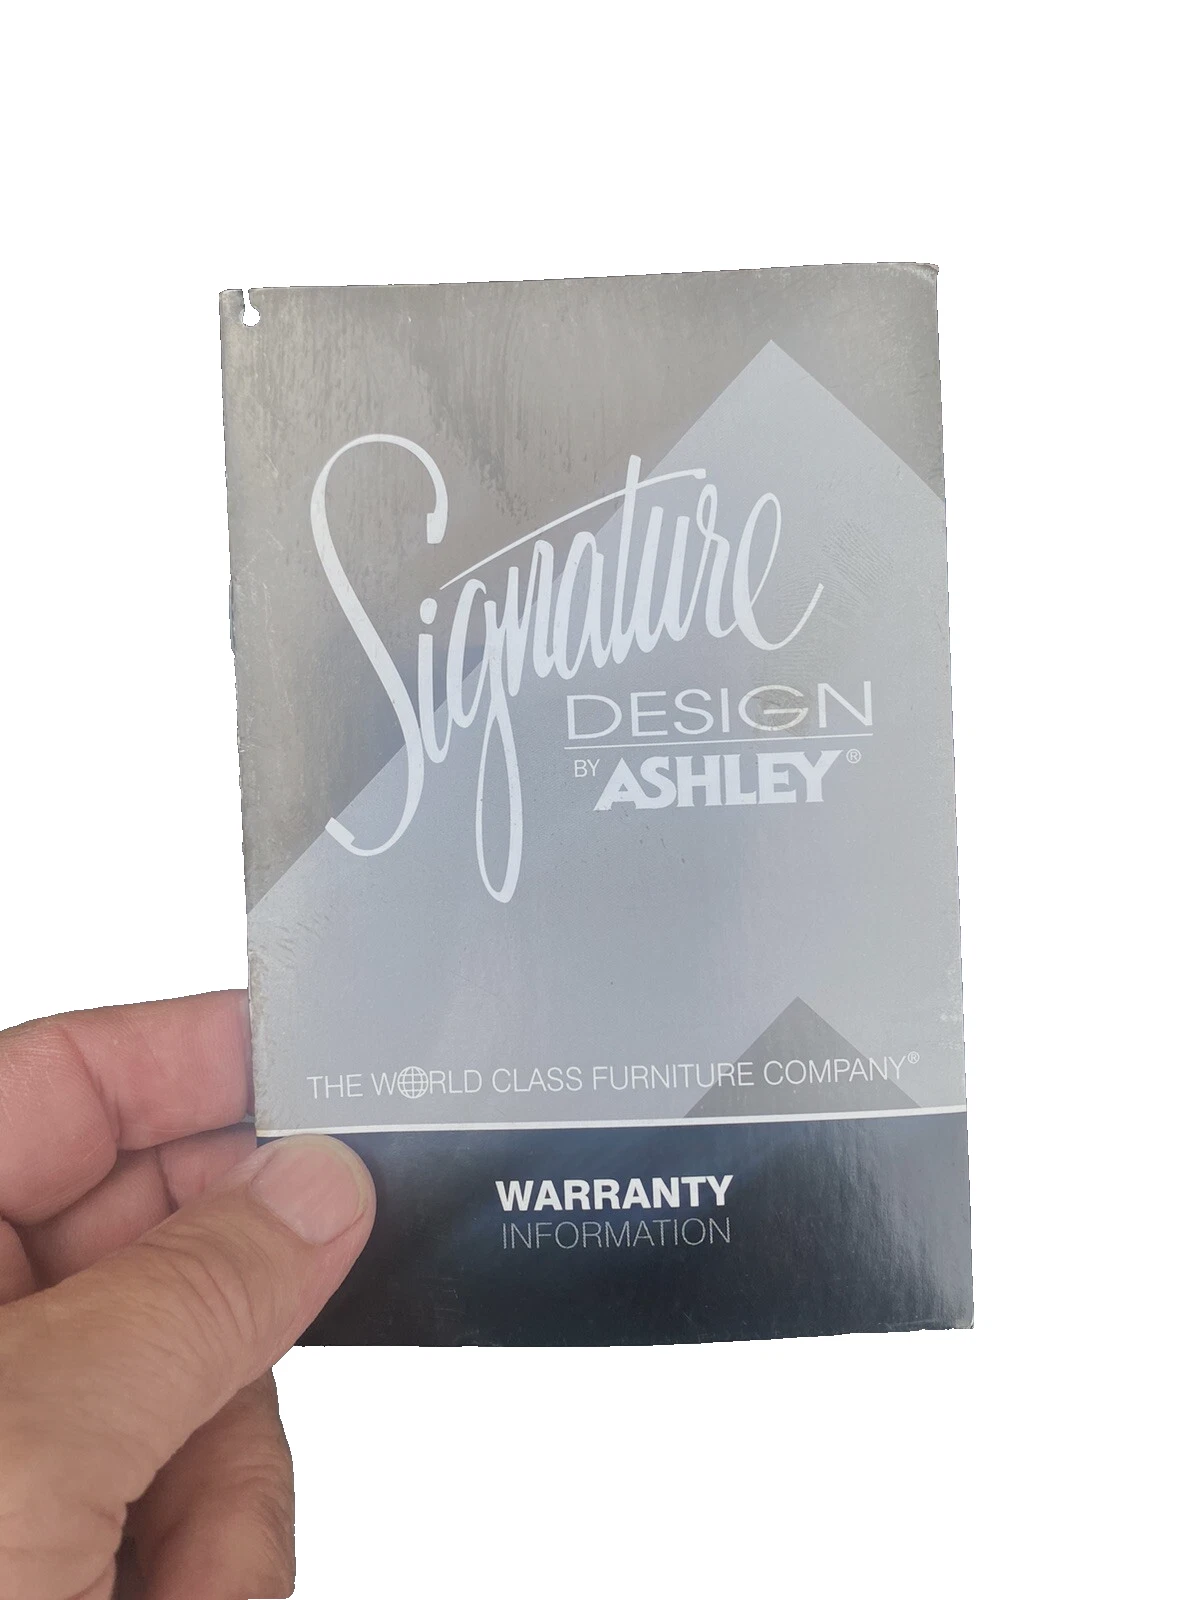 Signature
DESIGN
BY ASHLEY®
THE WORLD CLASS FURNITURE COMPANY®
WARRANTY
INFORMATION